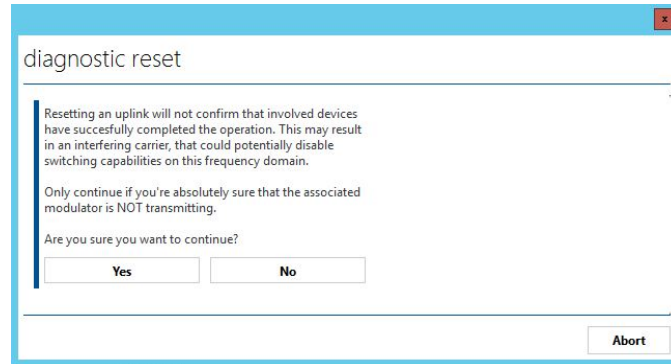 x
diagnostic reset
Resetting an uplink will not confirm that involved devices
have succesfully completed the operation. This may result
in an interfering carrier, that could potentially disable
switching capabilities on this frequency domain.
Only continue if you're absolutely sure that the associated
modulator is NOT transmitting.
Are you sure you want to continue?
Yes No
Abort